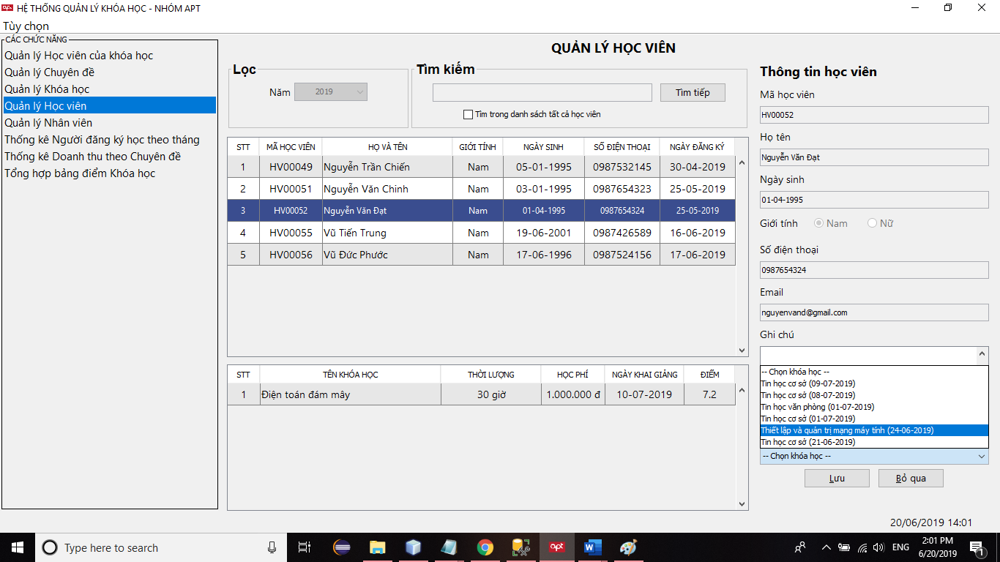 apt HỆ THỐNG QUẢN LÝ KHÓA HỌC - NHÓM APT
Tùy chọn
CÁC CHỨC NĂNG
Quản lý Học viên của khóa học
Quản lý Chuyên đề
Quản lý Khóa học
Quản lý Học viên
Quản lý Nhân viên
Thống kê Người đăng ký học theo tháng
Thống kê Doanh thu theo Chuyên đề
Tổng hợp bảng điểm Khóa học
QUẢN LÝ HỌC VIÊN
Lọc
Năm 2019
Tìm kiếm
Tìm tiếp
Tìm trong danh sách tất cả học viên
STT MÃ HỌC VIÊN HỌ VÀ TÊN GIỚI TÍNH NGÀY SINH SỐ ĐIỆN THOẠI NGÀY ĐĂNG KÝ
1 HV00049 Nguyễn Trần Chiến Nam 05-01-1995 0987532145 30-04-2019
2 HV00051 Nguyễn Văn Chinh Nam 03-01-1995 0987654323 25-05-2019
3 HV00052 Nguyễn Văn Đạt Nam 01-04-1995 0987654324 25-05-2019
4 HV00055 Vũ Tiến Trung Nam 19-06-2001 0987426589 16-06-2019
5 HV00056 Vũ Đức Phước Nam 17-06-1996 0987524156 17-06-2019
STT TÊN KHÓA HỌC THỜI LƯỢNG HỌC PHÍ NGÀY KHAI GIẢNG ĐIỂM
1 Điện toán đám mây 30 giờ 1.000.000 đ 10-07-2019 7.2
Thông tin học viên
Mã học viên
HV00052
Họ tên
Nguyễn Văn Đạt
Ngày sinh
01-04-1995
Giới tính Nam Nữ
Số điện thoại
0987654324
Email
nguyenvand@gmail.com
Ghi chú
-- Chọn khóa học --
Tin học cơ sở (09-07-2019)
Tin học cơ sở (08-07-2019)
Tin học văn phòng (01-07-2019)
Tin học cơ sở (01-07-2019)
Thiết lập và quản trị mạng máy tính (24-06-2019)
Tin học cơ sở (21-06-2019)
-- Chọn khóa học --
Lưu Bỏ qua
20/06/2019 14:01
Type here to search
apt
ENG
2:01 PM
6/20/2019
1